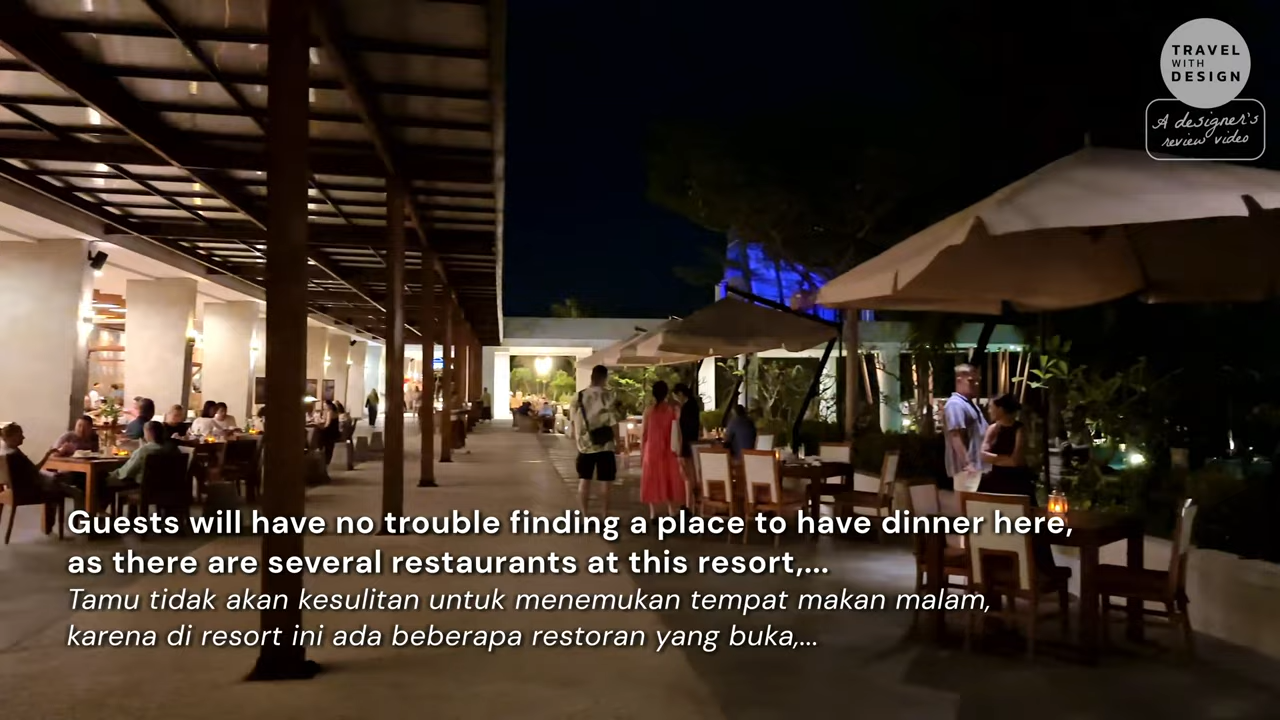 TRAVEL
WITH
DESIGN
A designer's
review video
Guests will have no trouble finding a place to have dinner here,
as there are several restaurants at this resort,...
Tamu tidak akan kesulitan untuk menemukan tempat makan malam,
karena di resort ini ada beberapa restoran yang buka,...